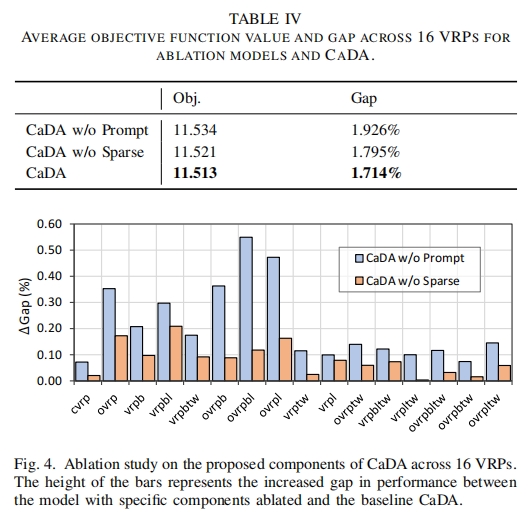 TABLE IV
AVERAGE OBJECTIVE FUNCTION VALUE AND GAP ACROSS 16 VRPS FOR
ABLATION MODELS AND CADA.
Obj. Gap
CaDA w/o Prompt 11.534 1.926%
CaDA w/o Sparse 11.521 1.795%
CaDA 11.513 1.714%
0.60
0.50
0.40
0.30
0.20
0.10
0.00
Δ Gap (%)
CaDA w/o Prompt
CaDA w/o Sparse
cvrp ovrp vrpb vrpbl vrpbtw ovrpb ovrpbl ovrpl vrptw vrpl ovrptw vrpbltw vrpltw ovrpbltw ovrpbtw ovrpltw
Fig. 4. Ablation study on the proposed components of CaDA across 16 VRPs.
The height of the bars represents the increased gap in performance between
the model with specific components ablated and the baseline CaDA.